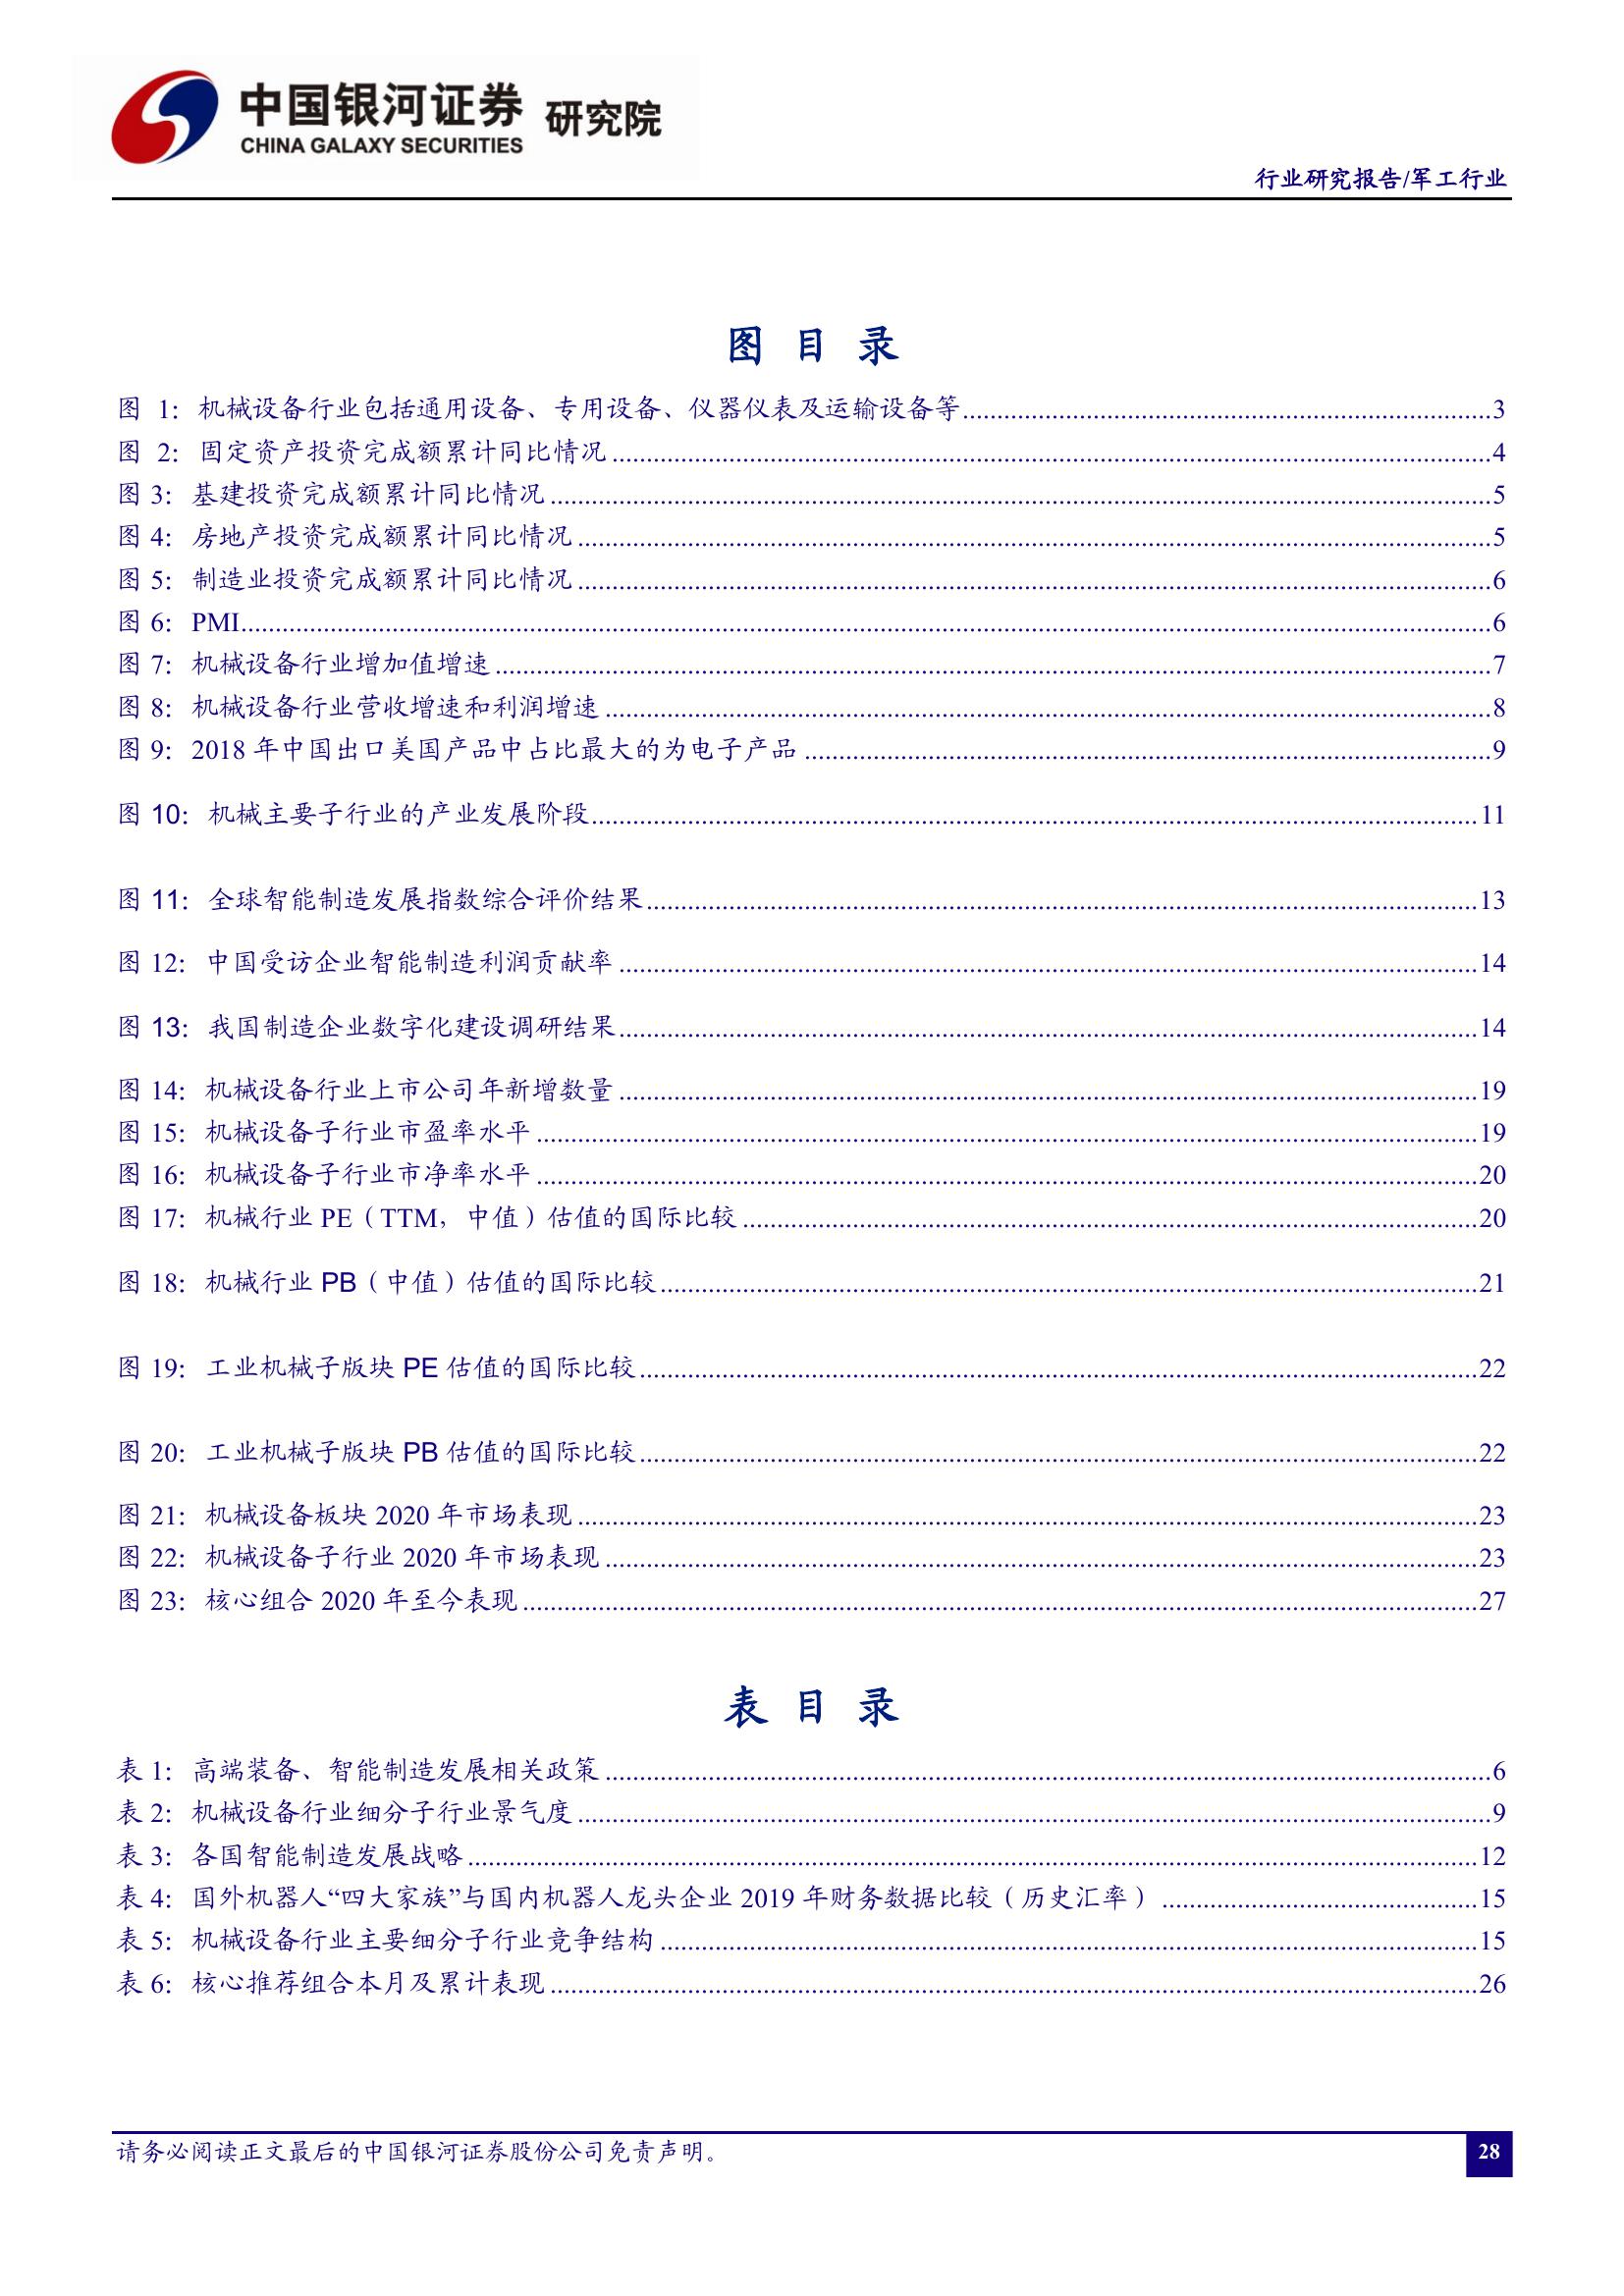 中国银河证券 研究院
CHINA GALAXY SECURITIES
行业研究报告/军工行业
图 目 录
图 1：机械设备行业包括通用设备、专用设备、仪器仪表及运输设备等 3
图 2：固定资产投资完成额累计同比情况 4
图 3：基建投资完成额累计同比情况 5
图 4：房地产投资完成额累计同比情况 5
图 5：制造业投资完成额累计同比情况 6
图 6：PMI 6
图 7：机械设备行业增加值增速 7
图 8：机械设备行业营收增速和利润增速 8
图 9：2018 年中国出口美国产品中占比最大的为电子产品 9
图 10：机械主要子行业的产业发展阶段 11
图 11：全球智能制造发展指数综合评价结果 13
图 12：中国受访企业智能制造利润贡献率 14
图 13：我国制造企业数字化建设调研结果 14
图 14：机械设备行业上市公司年新增数量 19
图 15：机械设备子行业市盈率水平 19
图 16：机械设备子行业市净率水平 20
图 17：机械行业 PE（TTM，中值）估值的国际比较 20
图 18：机械行业 PB（中值）估值的国际比较 21
图 19：工业机械子版块 PE 估值的国际比较 22
图 20：工业机械子版块 PB 估值的国际比较 22
图 21：机械设备板块 2020 年市场表现 23
图 22：机械设备子行业 2020 年市场表现 23
图 23：核心组合 2020 年至今表现 27
表 目 录
表 1：高端装备、智能制造发展相关政策 6
表 2：机械设备行业细分子行业景气度 9
表 3：各国智能制造发展战略 12
表 4：国外机器人“四大家族”与国内机器人龙头企业 2019 年财务数据比较（历史汇率） 15
表 5：机械设备行业主要细分子行业竞争结构 15
表 6：核心推荐组合本月及累计表现 26
请务必阅读正文最后的中国银河证券股份公司免责声明。
28